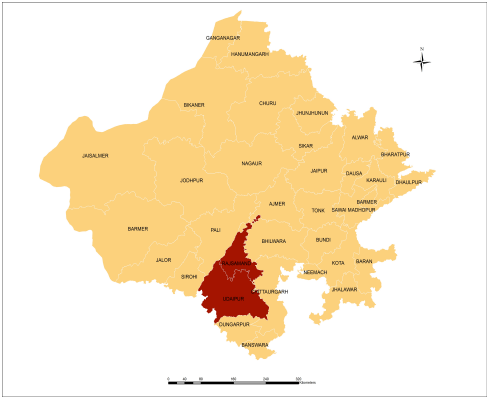 N
GANGANAGAR
HANUMANGARH
CHURU
BIKANER
JHUNJHUNUN
ALWAR
SIKAR
BHARATPUR
JAISALMER
NAGAUR
JAIPUR
DAUSA
JODHPUR
KARAULI
DHAULPUR
AJMER
BARMER
TONK
SAWAI MADHOPUR
BARMER
PALI
BHILWARA
BUNDI
JALOR
RAJSAMAND
KOTA
BARAN
SIROHI
NEEMACH
CHITTAURGARH
JHALAWAR
UDAIPUR
DUNGARPUR
BANSWARA